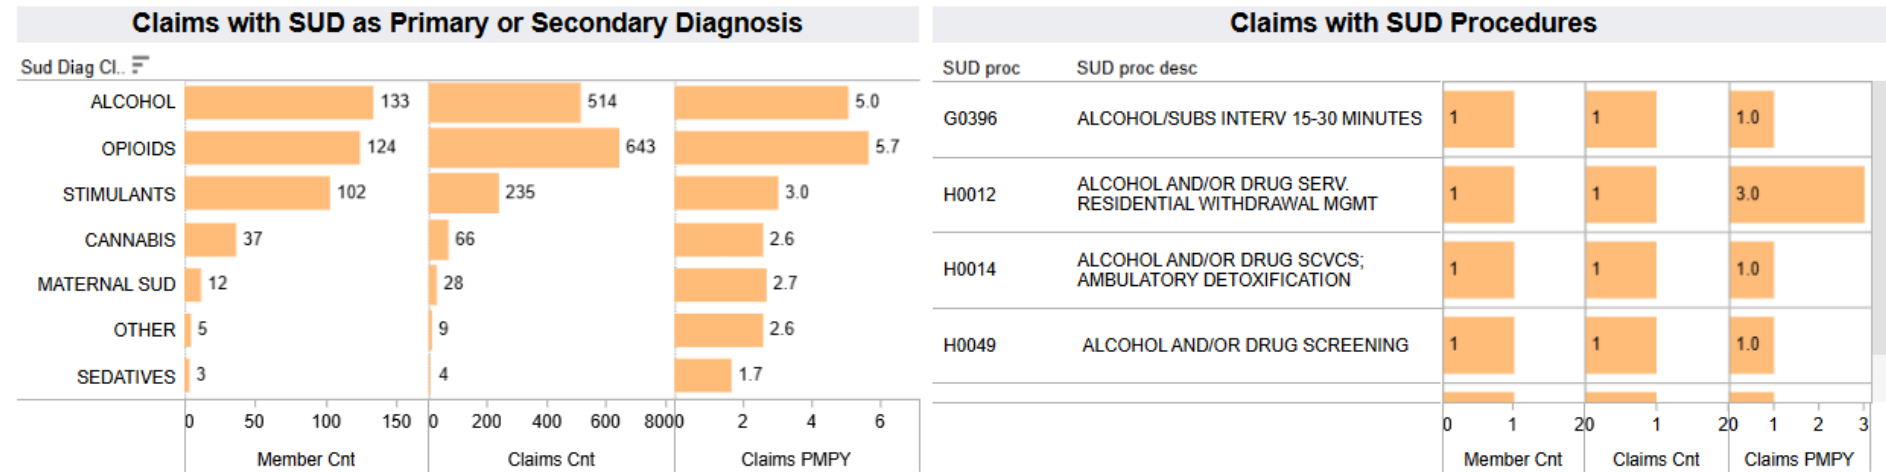 Claims with SUD as Primary or Secondary Diagnosis
Sud Diag Cl..
ALCOHOL 133 514 5.0
OPIOIDS 124 643 5.7
STIMULANTS 102 235 3.0
CANNABIS 37 66 2.6
MATERNAL SUD 12 28 2.7
OTHER 5 9 2.6
SEDATIVES 3 4 1.7
0 50 100 150 0 200 400 600 800 0 2 4 6
Member Cnt Claims Cnt Claims PMPY
Claims with SUD Procedures
SUD proc SUD proc desc
G0396 ALCOHOL/SUBS INTERV 15-30 MINUTES 1 1 1.0
H0012 ALCOHOL AND/OR DRUG SERV.
RESIDENTIAL WITHDRAWAL MGMT 1 1 3.0
H0014 ALCOHOL AND/OR DRUG SCVCS;
AMBULATORY DETOXIFICATION 1 1 1.0
H0049 ALCOHOL AND/OR DRUG SCREENING 1 1 1.0
0 1 2 0 1 2 0 1 2 3
Member Cnt Claims Cnt Claims PMPY